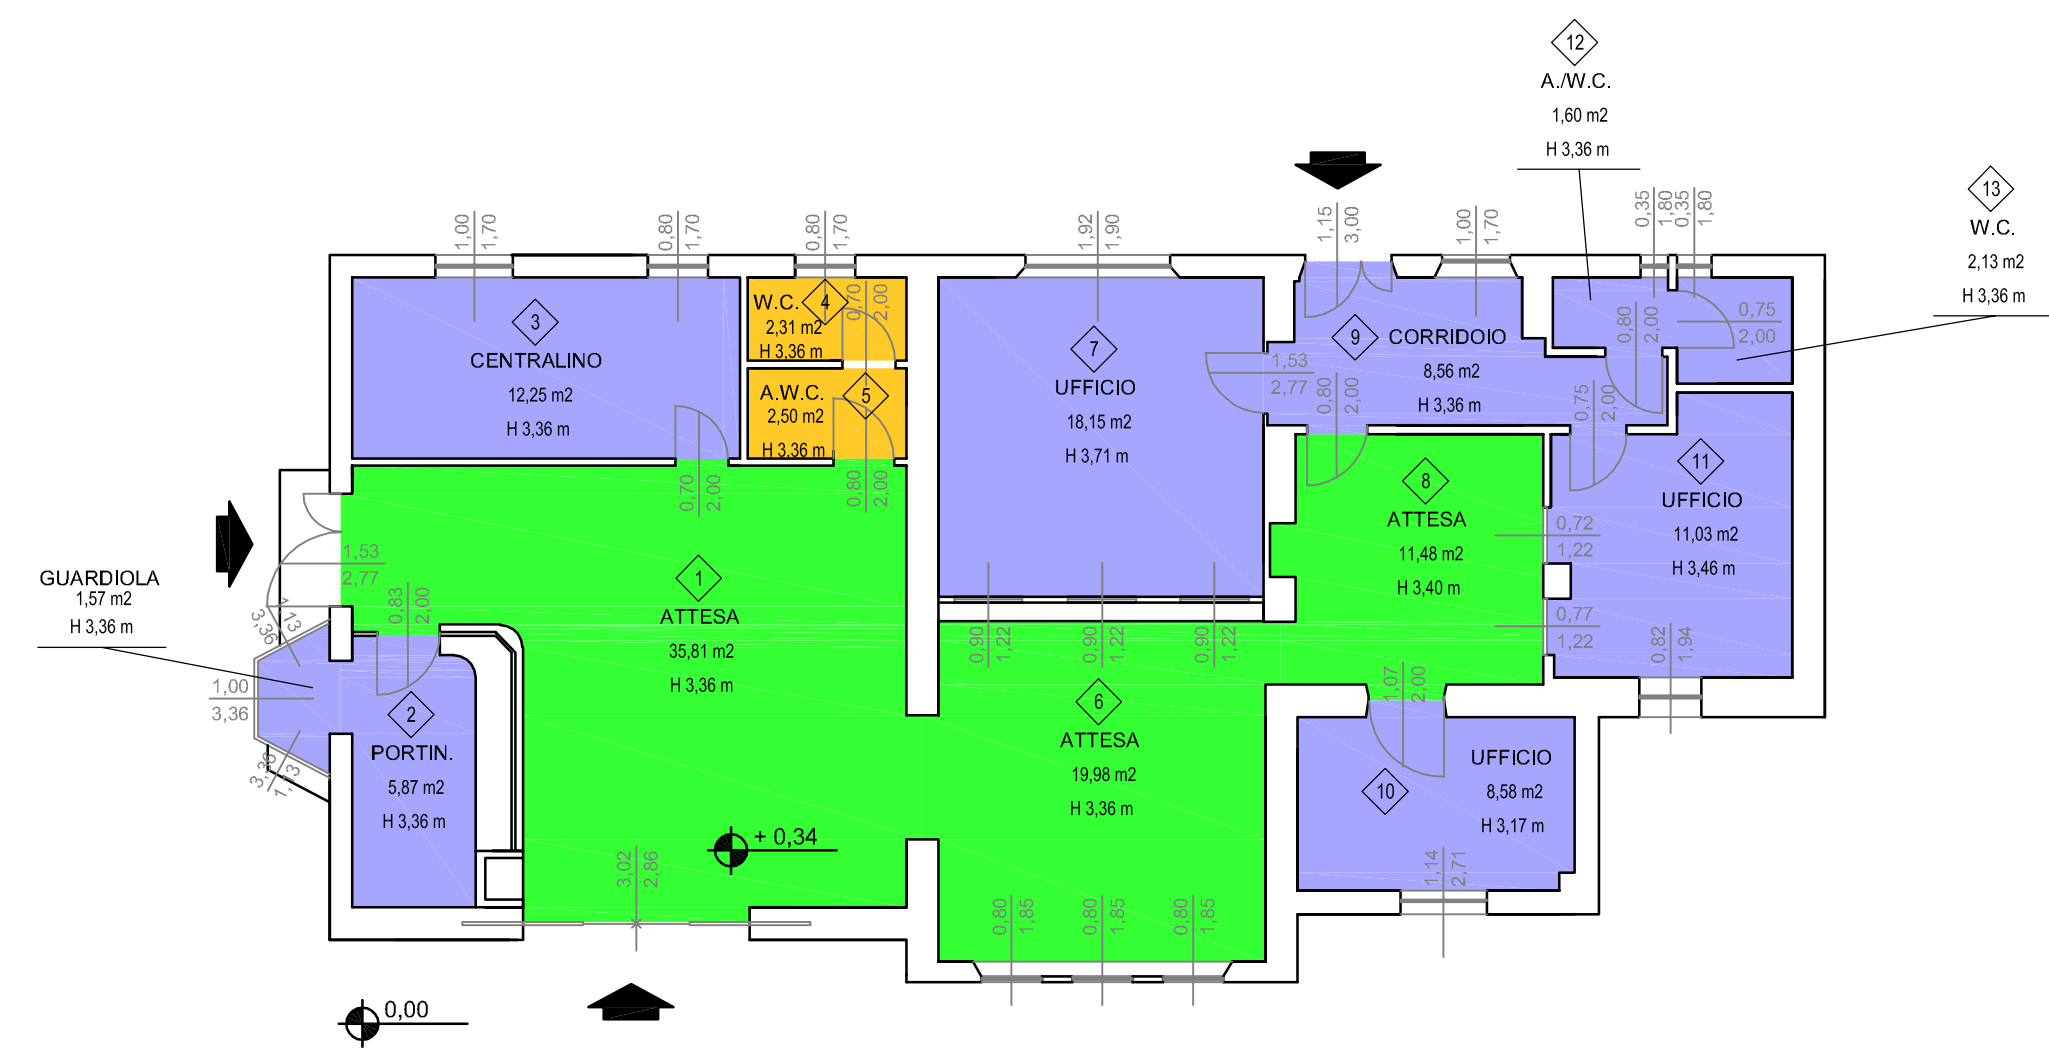 12
A./W.C.
1,60 m2
H 3,36 m
13
W.C.
2,13 m2
H 3,36 m
1,00
1,70
0,80
1,70
0,80
1,70
1,92
1,90
1,15
3,00
1,00
1,70
0,35
1,80
0,35
1,80
3
CENTRALINO
12,25 m2
H 3,36 m
W.C.
4
2,31 m2
H 3,36 m
0,70
2,00
A.W.C.
5
2,50 m2
H 3,36 m
7
UFFICIO
18,15 m2
H 3,71 m
9
CORRIDOIO
8,56 m2
H 3,36 m
1,53
2,77
0,80
2,00
0,80
2,00
0,75
2,00
0,75
2,00
0,70
2,00
0,80
2,00
8
ATTESA
11,48 m2
H 3,40 m
11
UFFICIO
11,03 m2
H 3,46 m
0,72
1,22
0,77
1,22
0,82
1,94
1,53
2,77
0,83
2,00
1
ATTESA
35,81 m2
H 3,36 m
GUARDIOLA
1,57 m2
H 3,36 m
1,13
3,36
1,00
3,36
3,36
1,13
2
PORTIN.
5,87 m2
H 3,36 m
0,90
1,22
0,90
1,22
0,90
1,22
6
ATTESA
19,98 m2
H 3,36 m
1,07
2,00
10
UFFICIO
8,58 m2
H 3,17 m
1,14
2,71
+ 0,34
3,02
2,86
0,80
1,85
0,80
1,85
0,80
1,85
0,00